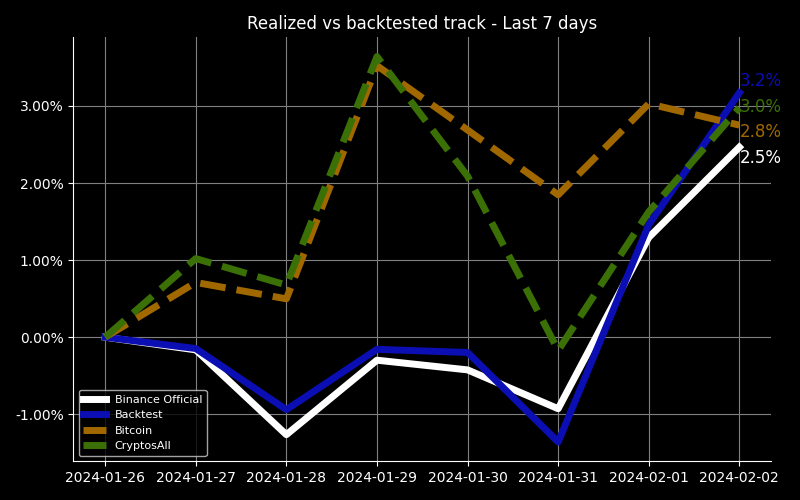 Realized vs backtested track - Last 7 days
3.2%
3.0%
2.8%
2.5%
3.00%
2.00%
1.00%
0.00%
-1.00%
Binance Official
Backtest
Bitcoin
CryptosAll
2024-01-26 2024-01-27 2024-01-28 2024-01-29 2024-01-30 2024-01-31 2024-02-01 2024-02-02